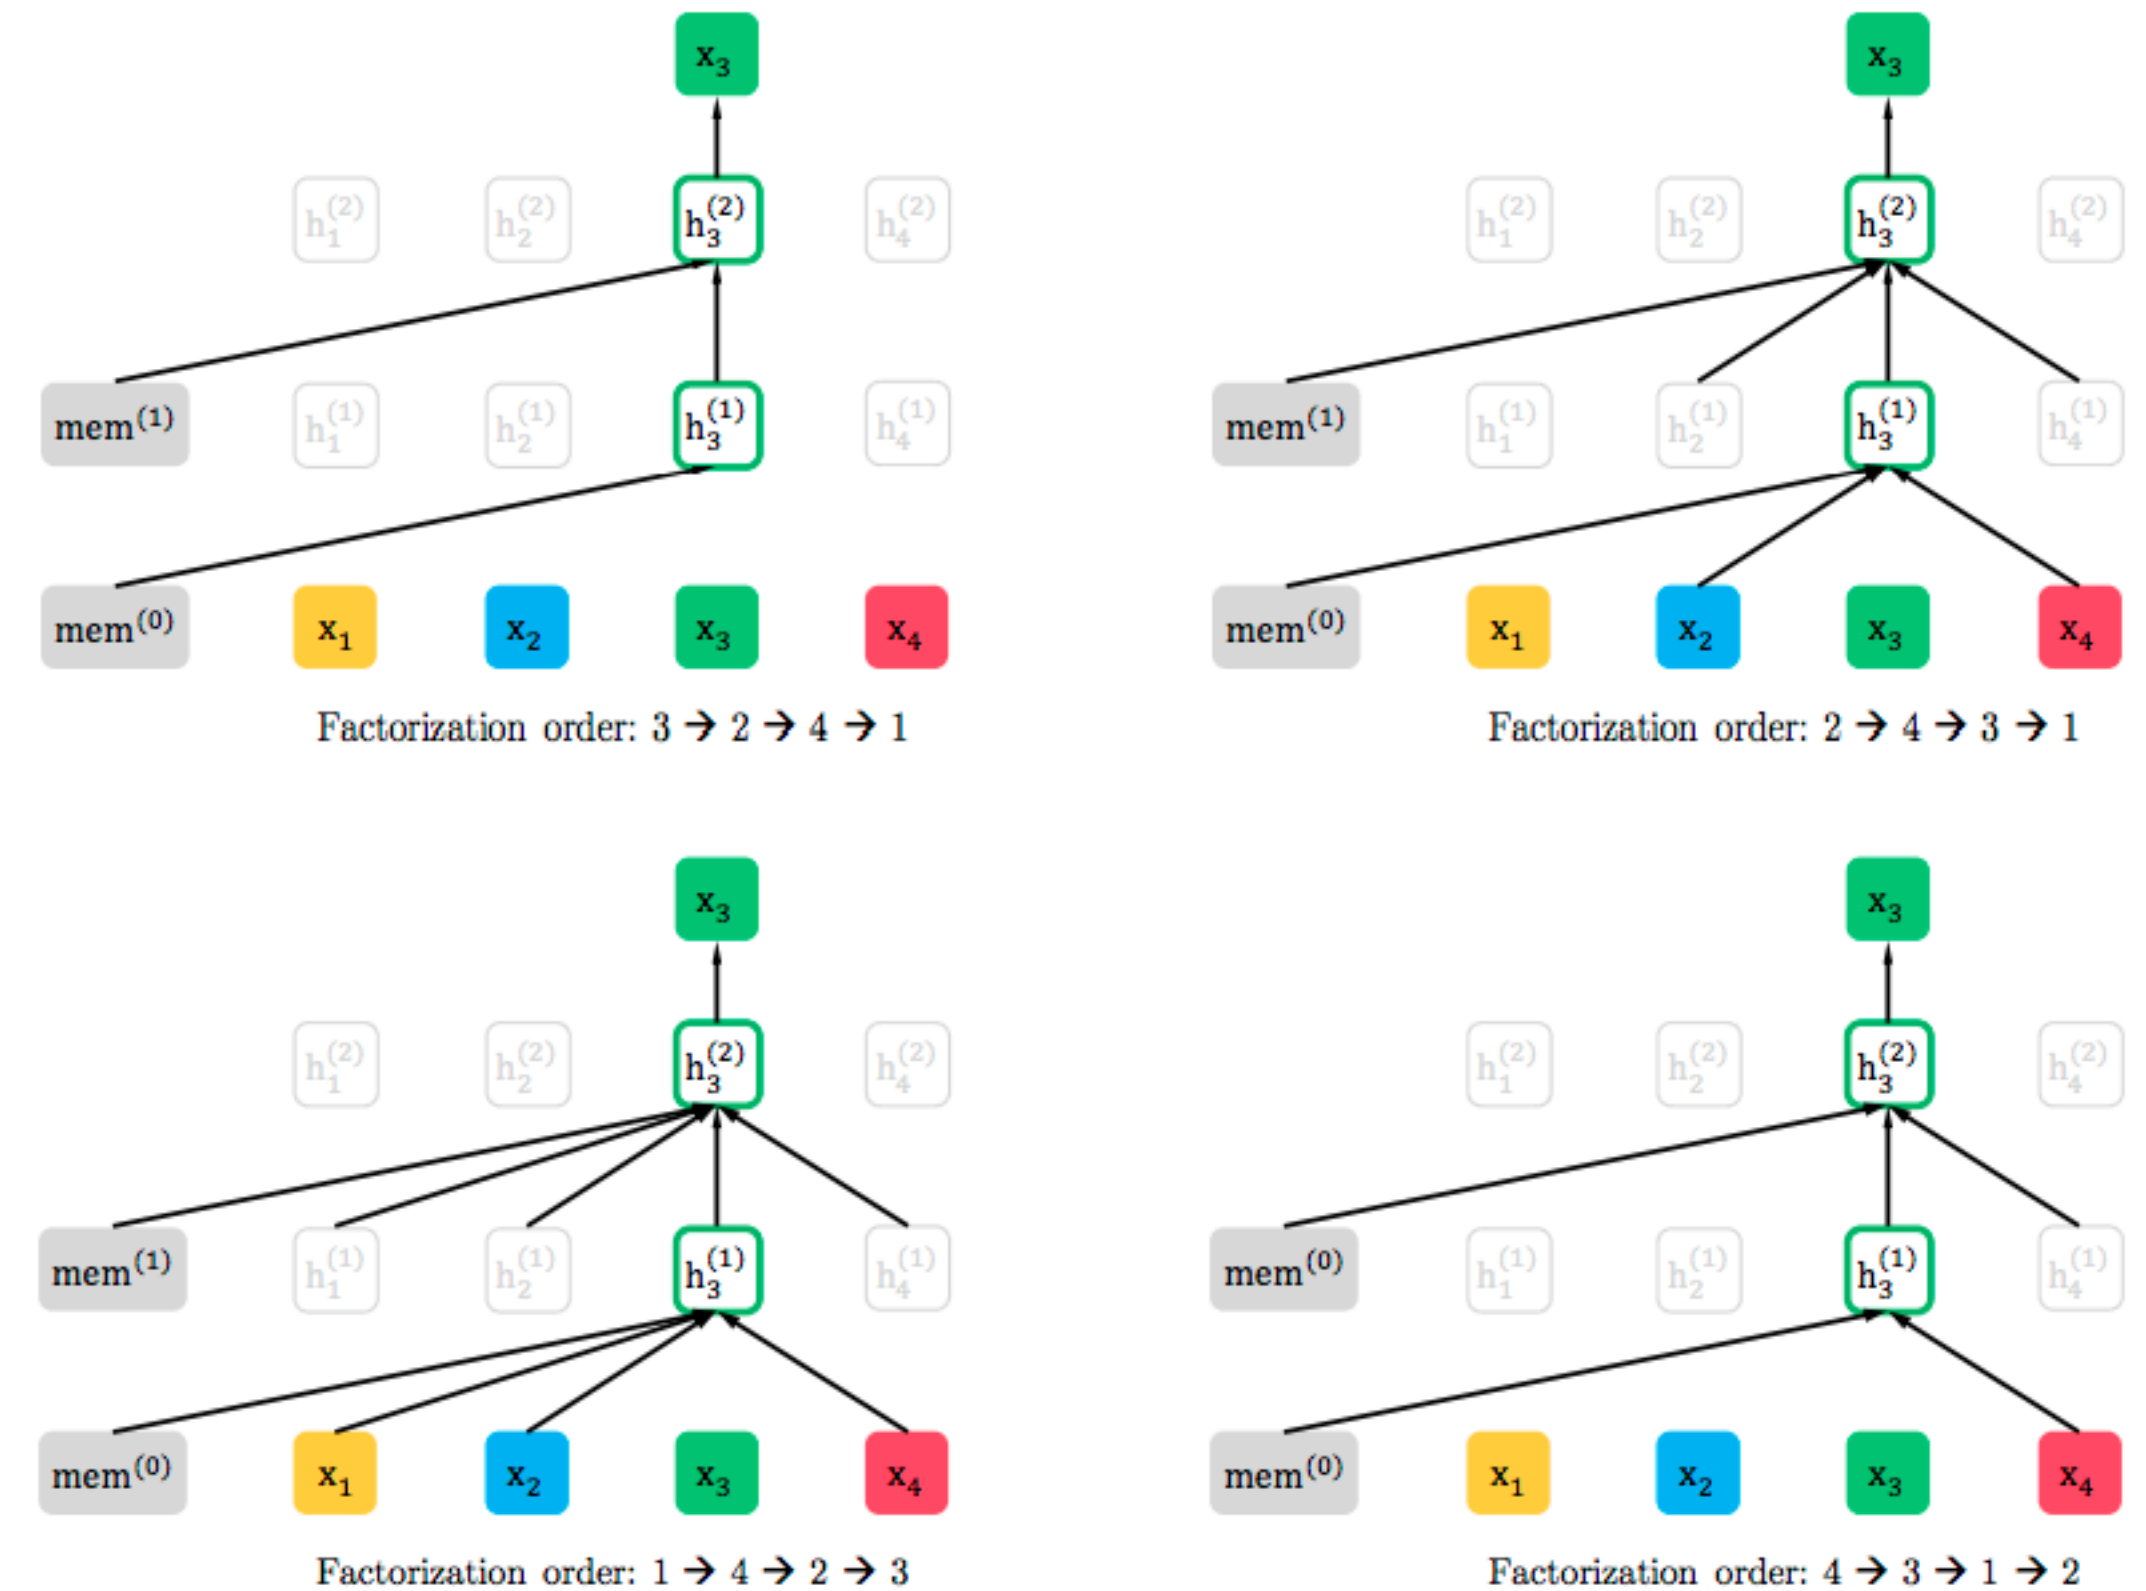 x₃
h₁⁽²⁾ h₂⁽²⁾ h₃⁽²⁾ h₄⁽²⁾
mem⁽¹⁾ h₁⁽¹⁾ h₂⁽¹⁾ h₃⁽¹⁾ h₄⁽¹⁾
mem⁽⁰⁾ x₁ x₂ x₃ x₄
Factorization order: 3 → 2 → 4 → 1
x₃
h₁⁽²⁾ h₂⁽²⁾ h₃⁽²⁾ h₄⁽²⁾
mem⁽¹⁾ h₁⁽¹⁾ h₂⁽¹⁾ h₃⁽¹⁾ h₄⁽¹⁾
mem⁽⁰⁾ x₁ x₂ x₃ x₄
Factorization order: 2 → 4 → 3 → 1
x₃
h₁⁽²⁾ h₂⁽²⁾ h₃⁽²⁾ h₄⁽²⁾
mem⁽¹⁾ h₁⁽¹⁾ h₂⁽¹⁾ h₃⁽¹⁾ h₄⁽¹⁾
mem⁽⁰⁾ x₁ x₂ x₃ x₄
Factorization order: 1 → 4 → 2 → 3
x₃
h₁⁽²⁾ h₂⁽²⁾ h₃⁽²⁾ h₄⁽²⁾
mem⁽⁰⁾ h₁⁽¹⁾ h₂⁽¹⁾ h₃⁽¹⁾ h₄⁽¹⁾
mem⁽⁰⁾ x₁ x₂ x₃ x₄
Factorization order: 4 → 3 → 1 → 2